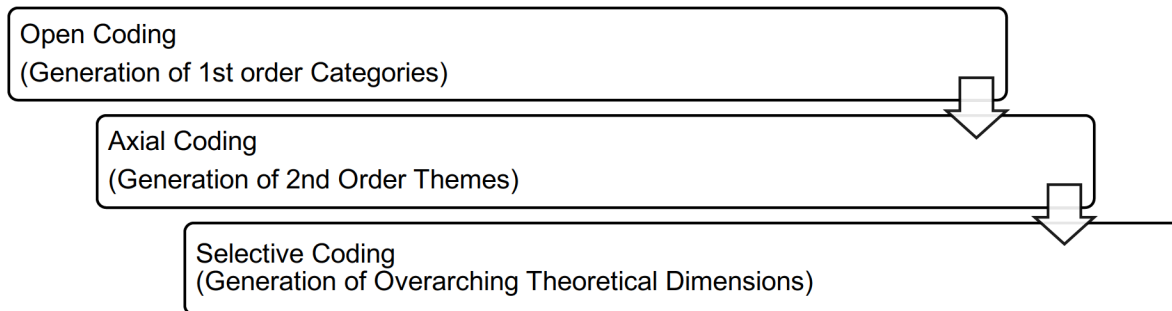 Open Coding
(Generation of 1st order Categories)
Axial Coding
(Generation of 2nd Order Themes)
Selective Coding
(Generation of Overarching Theoretical Dimensions)